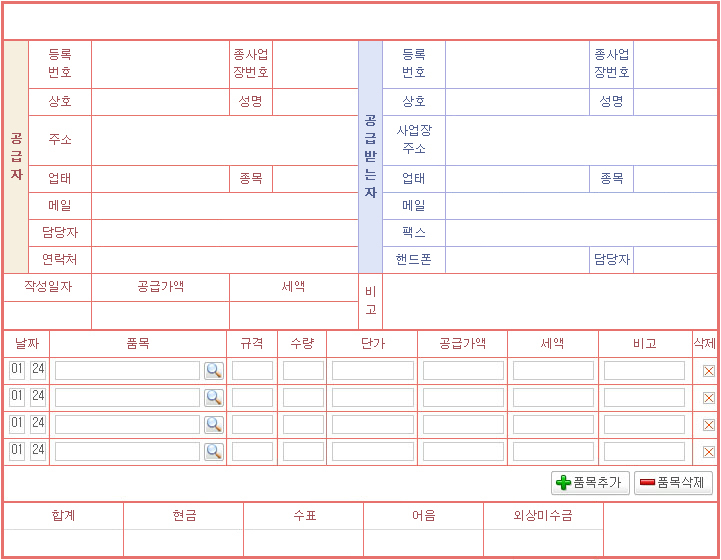 등록
번호
종사업
장번호
등록
번호
종사업
장번호
상호
성명
상호
성명
공
급
자
공
급
받
는
자
주소
사업장
주소
업태
종목
업태
종목
메일
메일
담당자
팩스
연락처
핸드폰
담당자
작성일자
공급가액
세액
비
고
날짜
품목
규격
수량
단가
공급가액
세액
비고
삭제
01 24
01 24
01 24
01 24
품목추가
품목삭제
합계
현금
수표
어음
외상미수금